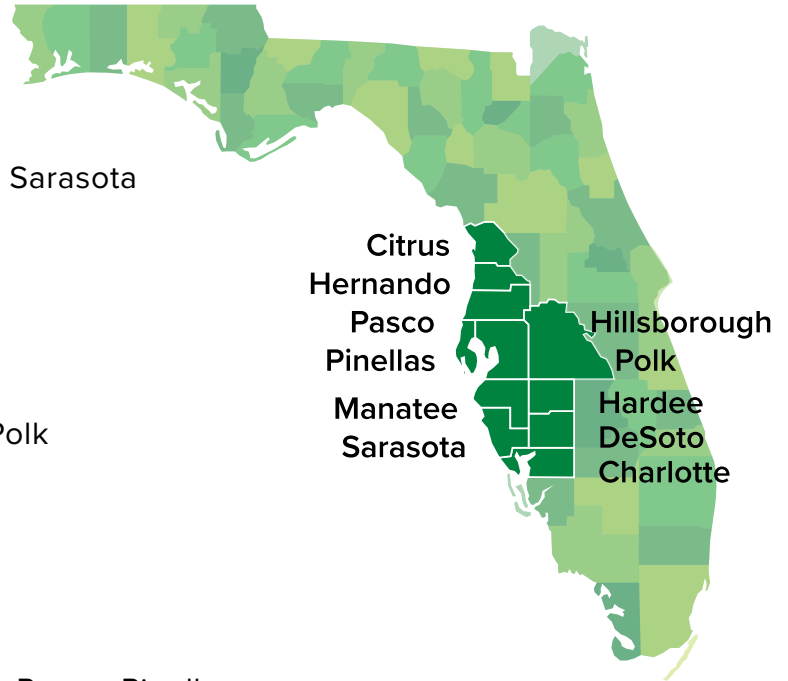 Sarasota
Citrus
Hernando
Pasco
Hillsborough
Pinellas
Polk
Manatee
Hardee
Sarasota
DeSoto
Charlotte
Polk